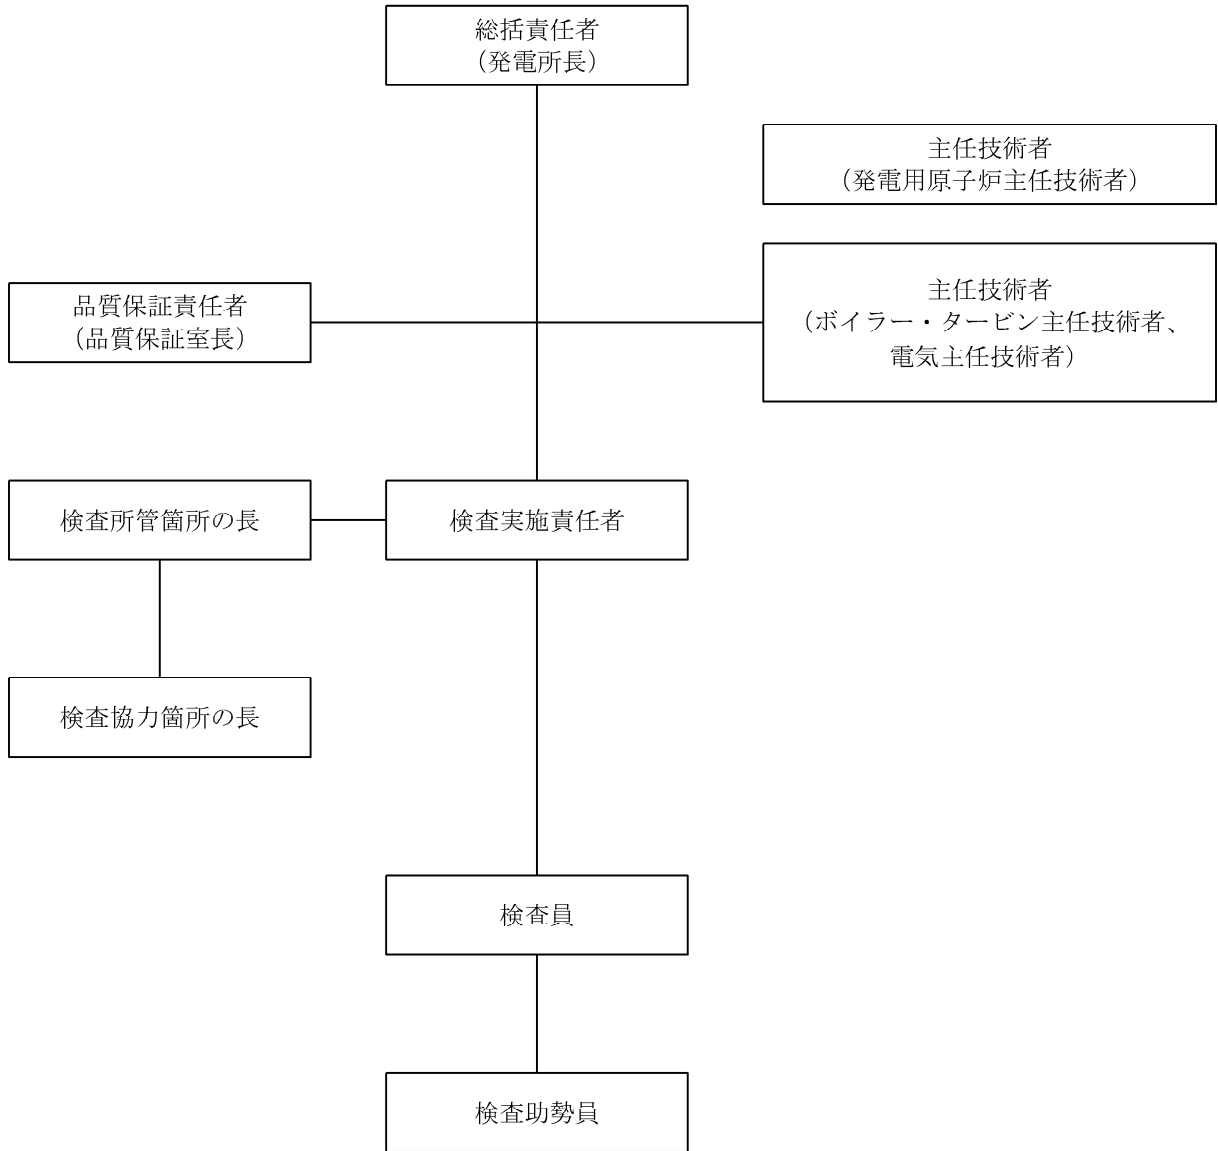 総括責任者
（発電所長）
主任技術者
（発電用原子炉主任技術者）
主任技術者
（ボイラー・タービン主任技術者、
電気主任技術者）
品質保証責任者
（品質保証室長）
検査所管箇所の長
検査実施責任者
検査協力箇所の長
検査員
検査助勢員